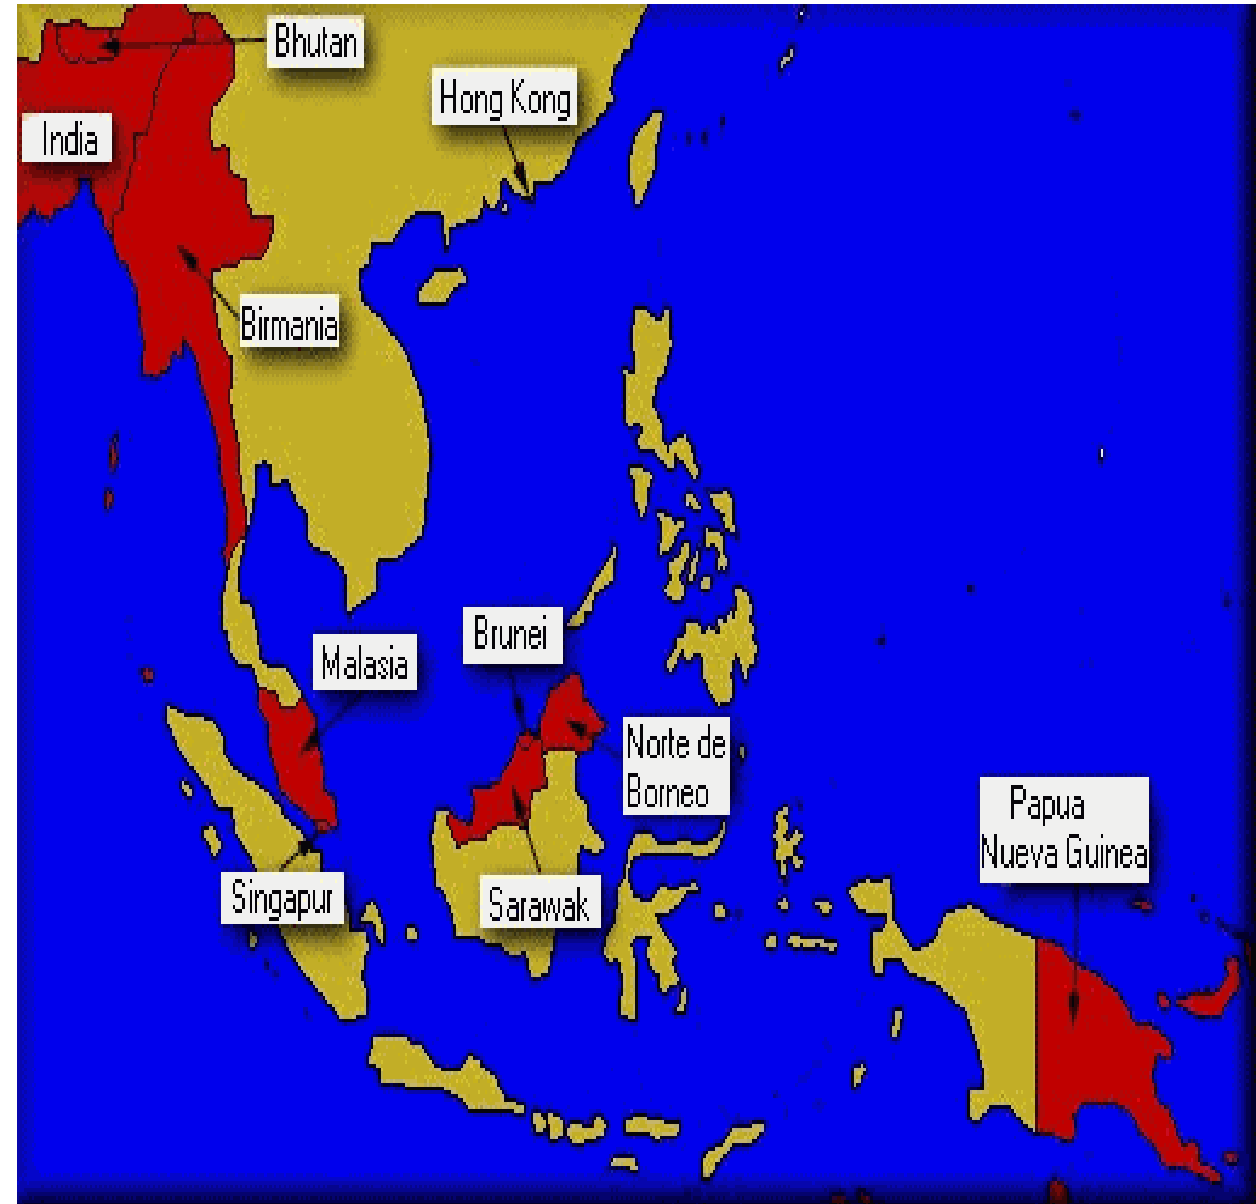 Bhutan
Hong Kong
India
Birmania
Brunei
Malasia
Norte de
Borneo
Papua
Nueva Guinea
Singapur
Sarawak